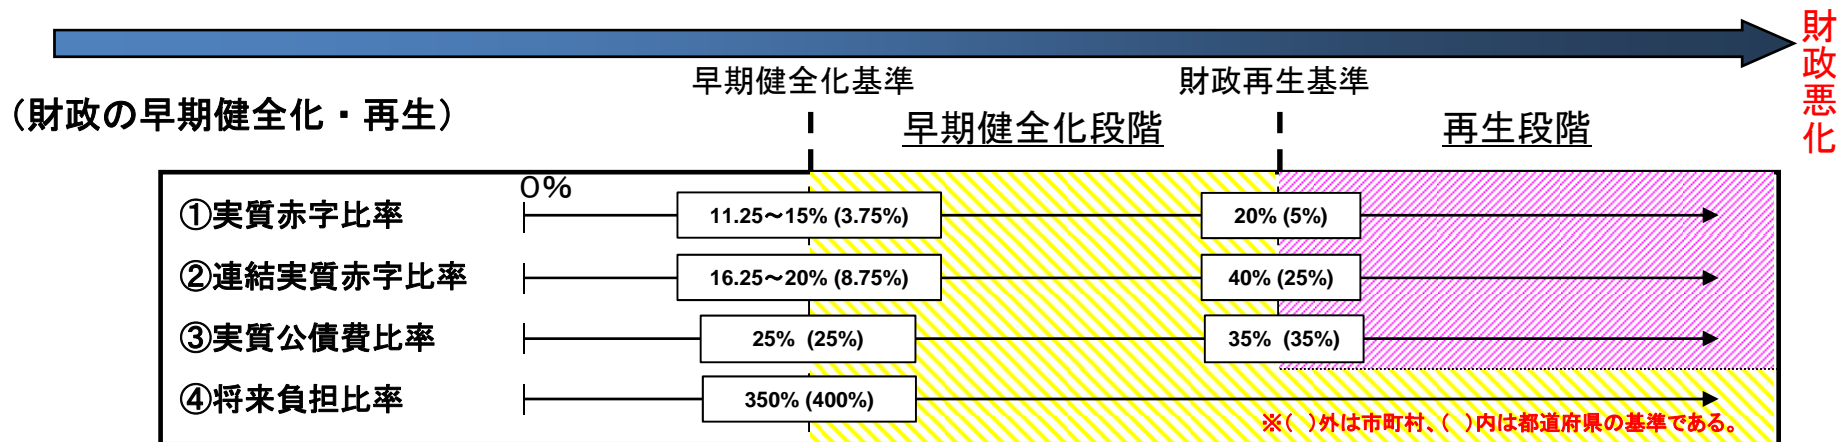 財政悪化
早期健全化基準 財政再生基準
（財政の早期健全化・再生） 早期健全化段階 再生段階
0%
①実質赤字比率 11.25～15% (3.75%) 20% (5%)
②連結実質赤字比率 16.25～20% (8.75%) 40% (25%)
③実質公債費比率 25% (25%) 35% (35%)
④将来負担比率 350% (400%)
※( )外は市町村、( )内は都道府県の基準である。